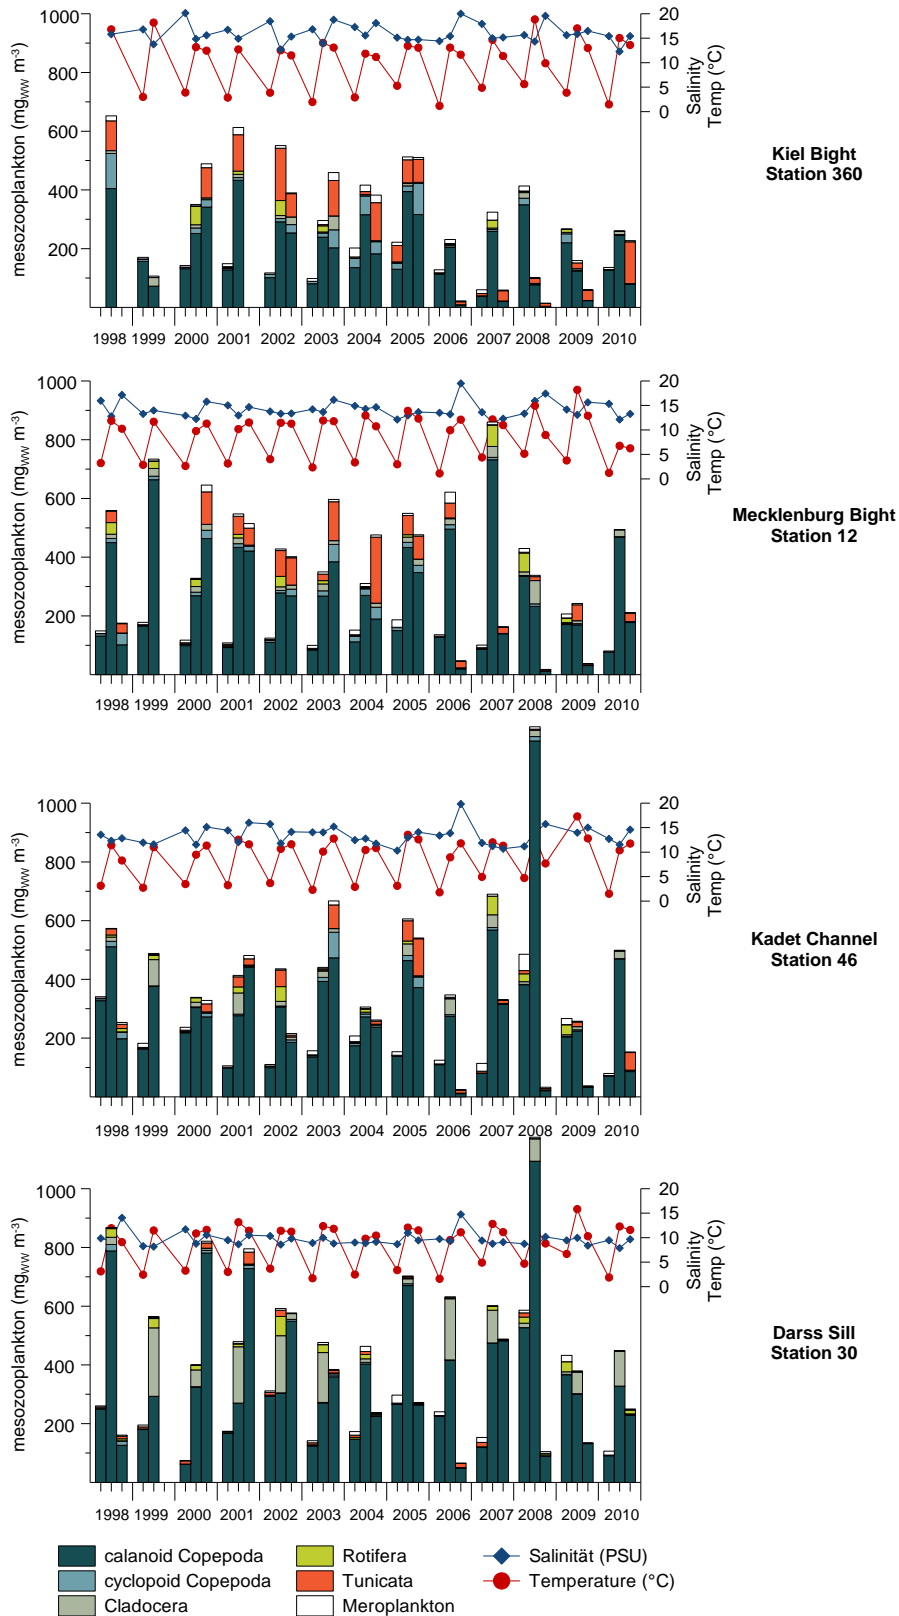 1000
800
600
400
200
mesozooplankton (mg_WW m⁻³)
20
15
10
5
0
Salinity
Temp (°C)
Kiel Bight
Station 360
1998 1999 2000 2001 2002 2003 2004 2005 2006 2007 2008 2009 2010
1000
800
600
400
200
mesozooplankton (mg_WW m⁻³)
20
15
10
5
0
Salinity
Temp (°C)
Mecklenburg Bight
Station 12
1998 1999 2000 2001 2002 2003 2004 2005 2006 2007 2008 2009 2010
1000
800
600
400
200
mesozooplankton (mg_WW m⁻³)
20
15
10
5
0
Salinity
Temp (°C)
Kadet Channel
Station 46
1998 1999 2000 2001 2002 2003 2004 2005 2006 2007 2008 2009 2010
1000
800
600
400
200
mesozooplankton (mg_WW m⁻³)
20
15
10
5
0
Salinity
Temp (°C)
Darss Sill
Station 30
1998 1999 2000 2001 2002 2003 2004 2005 2006 2007 2008 2009 2010
calanoid Copepoda
cyclopoid Copepoda
Cladocera
Rotifera
Tunicata
Meroplankton
Salinität (PSU)
Temperature (°C)